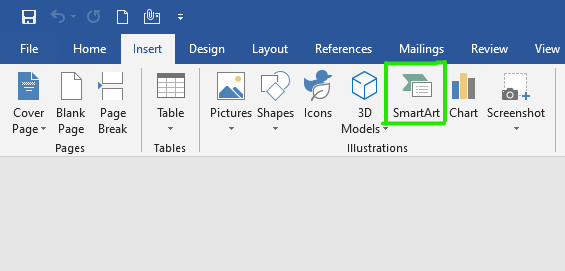 File Home Insert Design Layout References Mailings Review View
Cover Page Blank Page Page Break Table Pictures Shapes Icons 3D Models SmartArt Chart Screenshot
Pages Tables Illustrations